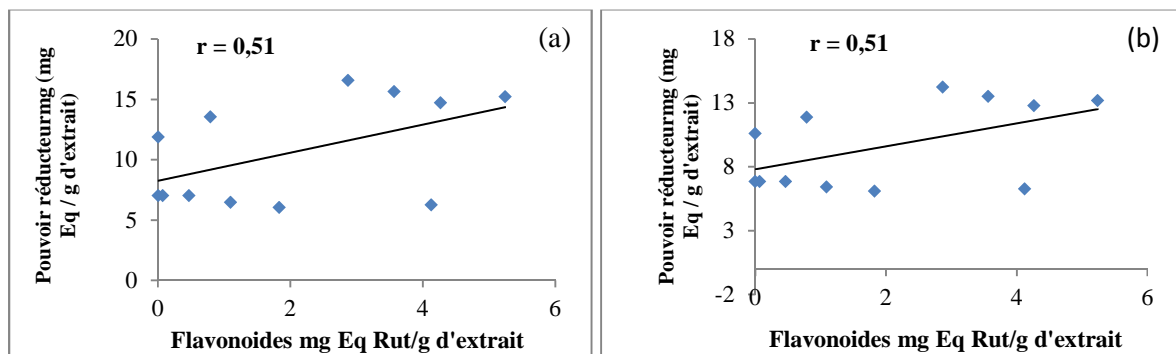 r = 0,51
(a)
Pouvoir réducteurmg (mg
Eq / g d'extrait)
20
15
10
5
0
0 2 4 6
Flavonoides mg Eq Rut/g d'extrait
r = 0,51
(b)
Pouvoir réducteurmg (mg
Eq / g d'extrait)
18
13
8
3
-2
0 2 4 6
Flavonoides mg Eq Rut/g d'extrait